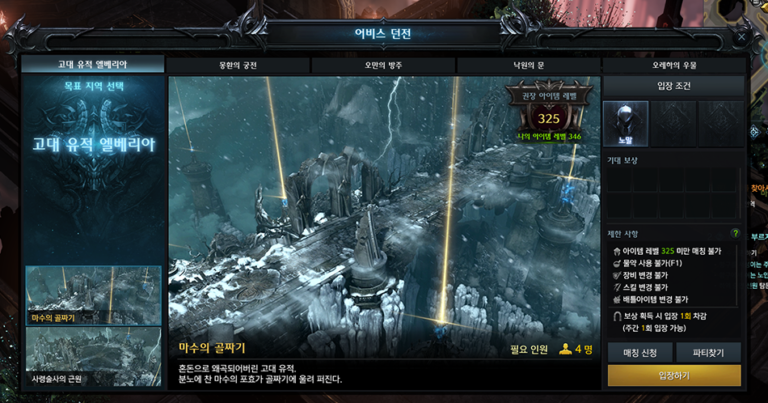 어비스 던전
고대 유적 엘베리아
몽환의 궁전
오만의 방주
낙원의 문
오레하의 우물
목표 지역 선택
고대 유적 엘베리아
마수의 골짜기
사령술사의 근원
권장 아이템 레벨
325
나의 아이템 레벨 346
마수의 골짜기
필요 인원 4 명
혼돈으로 왜곡되어버린 고대 유적.
분노에 찬 마수의 포효가 골짜기에 울려 퍼진다.
입장 조건
노말
기대 보상
제한 사항 ?
아이템 레벨 325 미만 매칭 불가
물약 사용 불가(F1)
장비 변경 불가
스킬 변경 불가
배틀아이템 변경 불가
보상 획득 시 입장 1회 차감
(주간 1회 입장 가능)
매칭 신청
파티찾기
입장하기